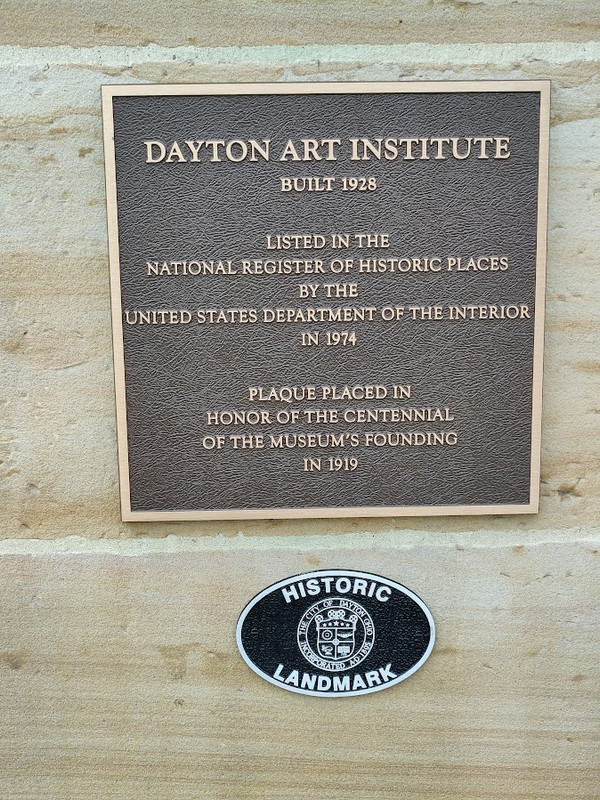 DAYTON ART INSTITUTE
BUILT 1928
LISTED IN THE
NATIONAL REGISTER OF HISTORIC PLACES
BY THE
UNITED STATES DEPARTMENT OF THE INTERIOR
IN 1974
PLAQUE PLACED IN
HONOR OF THE CENTENNIAL
OF THE MUSEUM'S FOUNDING
IN 1919
HISTORIC
THE CITY OF DAYTON OHIO
INCORPORATED A.D. 1805
LANDMARK